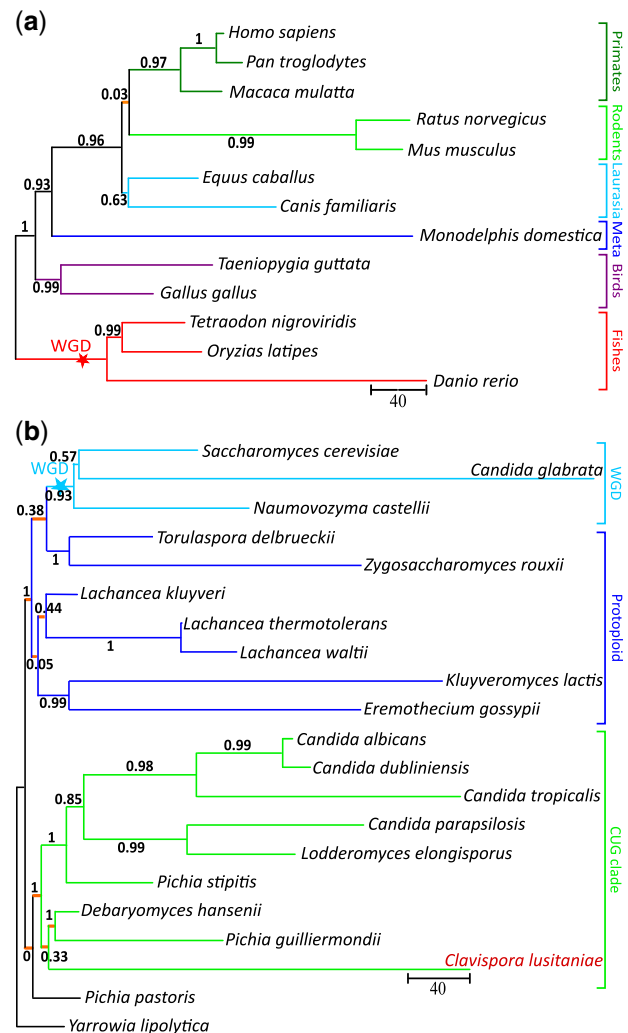 (a)
Homo sapiens
1
Pan troglodytes
0.97
Macaca mulatta
Primates
0.03
Ratus norvegicus
0.99
Mus musculus
Rodents
0.96
Equus caballus
0.63
Canis familiaris
Laurasia
0.93
Monodelphis domestica
Meta
1
Taeniopygia guttata
0.99
Gallus gallus
Birds
Tetraodon nigroviridis
0.99
WGD
Oryzias latipes
Danio rerio
Fishes
40
(b)
Saccharomyces cerevisiae
0.57
WGD
Candida glabrata
0.93
Naumovozyma castellii
WGD
0.38
Torulaspora delbrueckii
1
Zygosaccharomyces rouxii
1
Lachancea kluyveri
0.44
Lachancea thermotolerans
1
Lachancea waltii
0.05
Kluyveromyces lactis
0.99
Eremothecium gossypii
Protoploid
Candida albicans
0.99
Candida dubliniensis
0.98
Candida tropicalis
0.85
Candida parapsilosis
0.99
Lodderomyces elongisporus
1
Pichia stipitis
1
Debaryomyces hansenii
1
Pichia guilliermondii
0
0.33
Clavispora lusitaniae
CUG clade
40
Pichia pastoris
Yarrowia lipolytica